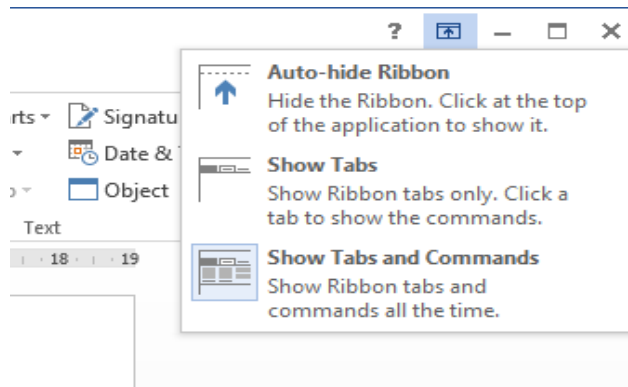 ?
Auto-hide Ribbon
Hide the Ribbon. Click at the top
of the application to show it.
rts Signatu
Date &
Show Tabs
Object
Show Ribbon tabs only. Click a
tab to show the commands.
Text
18 19
Show Tabs and Commands
Show Ribbon tabs and
commands all the time.